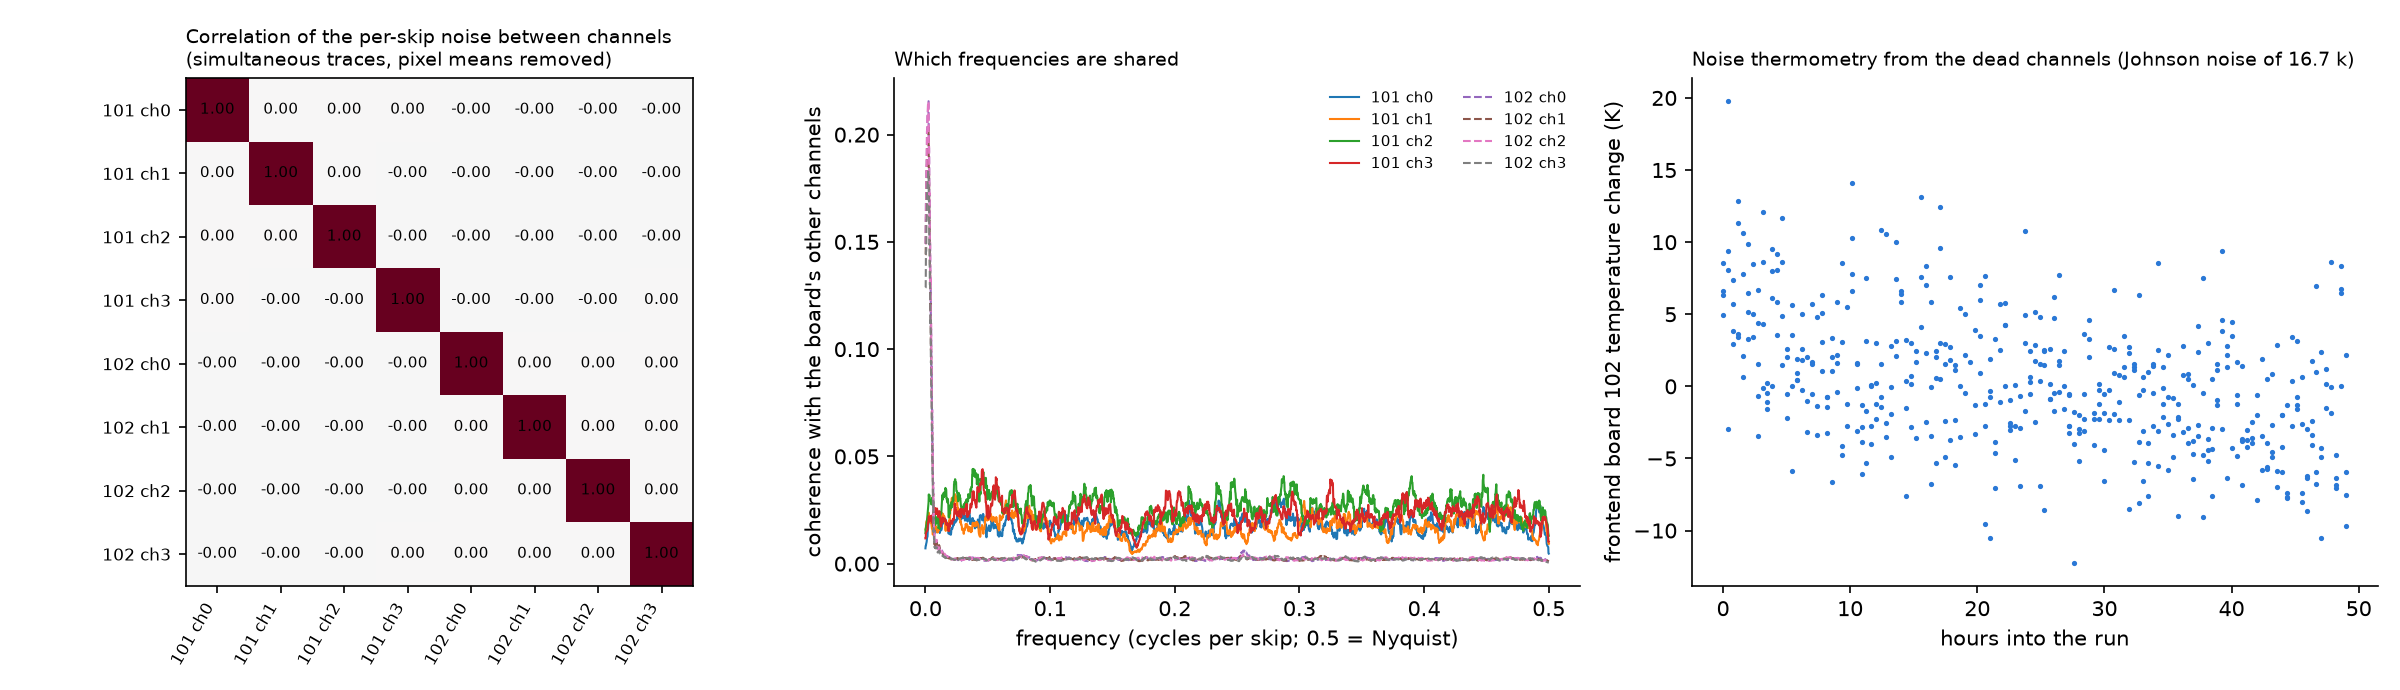 Correlation of the per-skip noise between channels
(simultaneous traces, pixel means removed)
101 ch0
101 ch1
101 ch2
101 ch3
102 ch0
102 ch1
102 ch2
102 ch3
1.00 0.00 0.00 0.00 -0.00 -0.00 -0.00 -0.00
0.00 1.00 0.00 -0.00 -0.00 -0.00 -0.00 -0.00
0.00 0.00 1.00 -0.00 -0.00 -0.00 -0.00 -0.00
0.00 -0.00 -0.00 1.00 -0.00 -0.00 -0.00 0.00
-0.00 -0.00 -0.00 -0.00 1.00 0.00 0.00 0.00
-0.00 -0.00 -0.00 -0.00 0.00 1.00 0.00 0.00
-0.00 -0.00 -0.00 -0.00 0.00 0.00 1.00 0.00
-0.00 -0.00 -0.00 0.00 0.00 0.00 0.00 1.00
101 ch0
101 ch1
101 ch2
101 ch3
102 ch0
102 ch1
102 ch2
102 ch3
Which frequencies are shared
coherence with the board's other channels
0.20
0.15
0.10
0.05
0.00
101 ch0
101 ch1
101 ch2
101 ch3
102 ch0
102 ch1
102 ch2
102 ch3
0.0 0.1 0.2 0.3 0.4 0.5
frequency (cycles per skip; 0.5 = Nyquist)
Noise thermometry from the dead channels (Johnson noise of 16.7 k)
frontend board 102 temperature change (K)
20
15
10
5
0
−5
−10
0 10 20 30 40 50
hours into the run